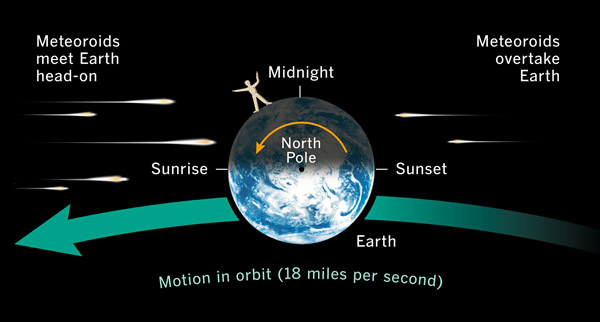 Meteoroids
meet Earth
head-on
Meteoroids
overtake
Earth
Midnight
North
Pole
Sunrise
Sunset
Earth
Motion in orbit (18 miles per second)